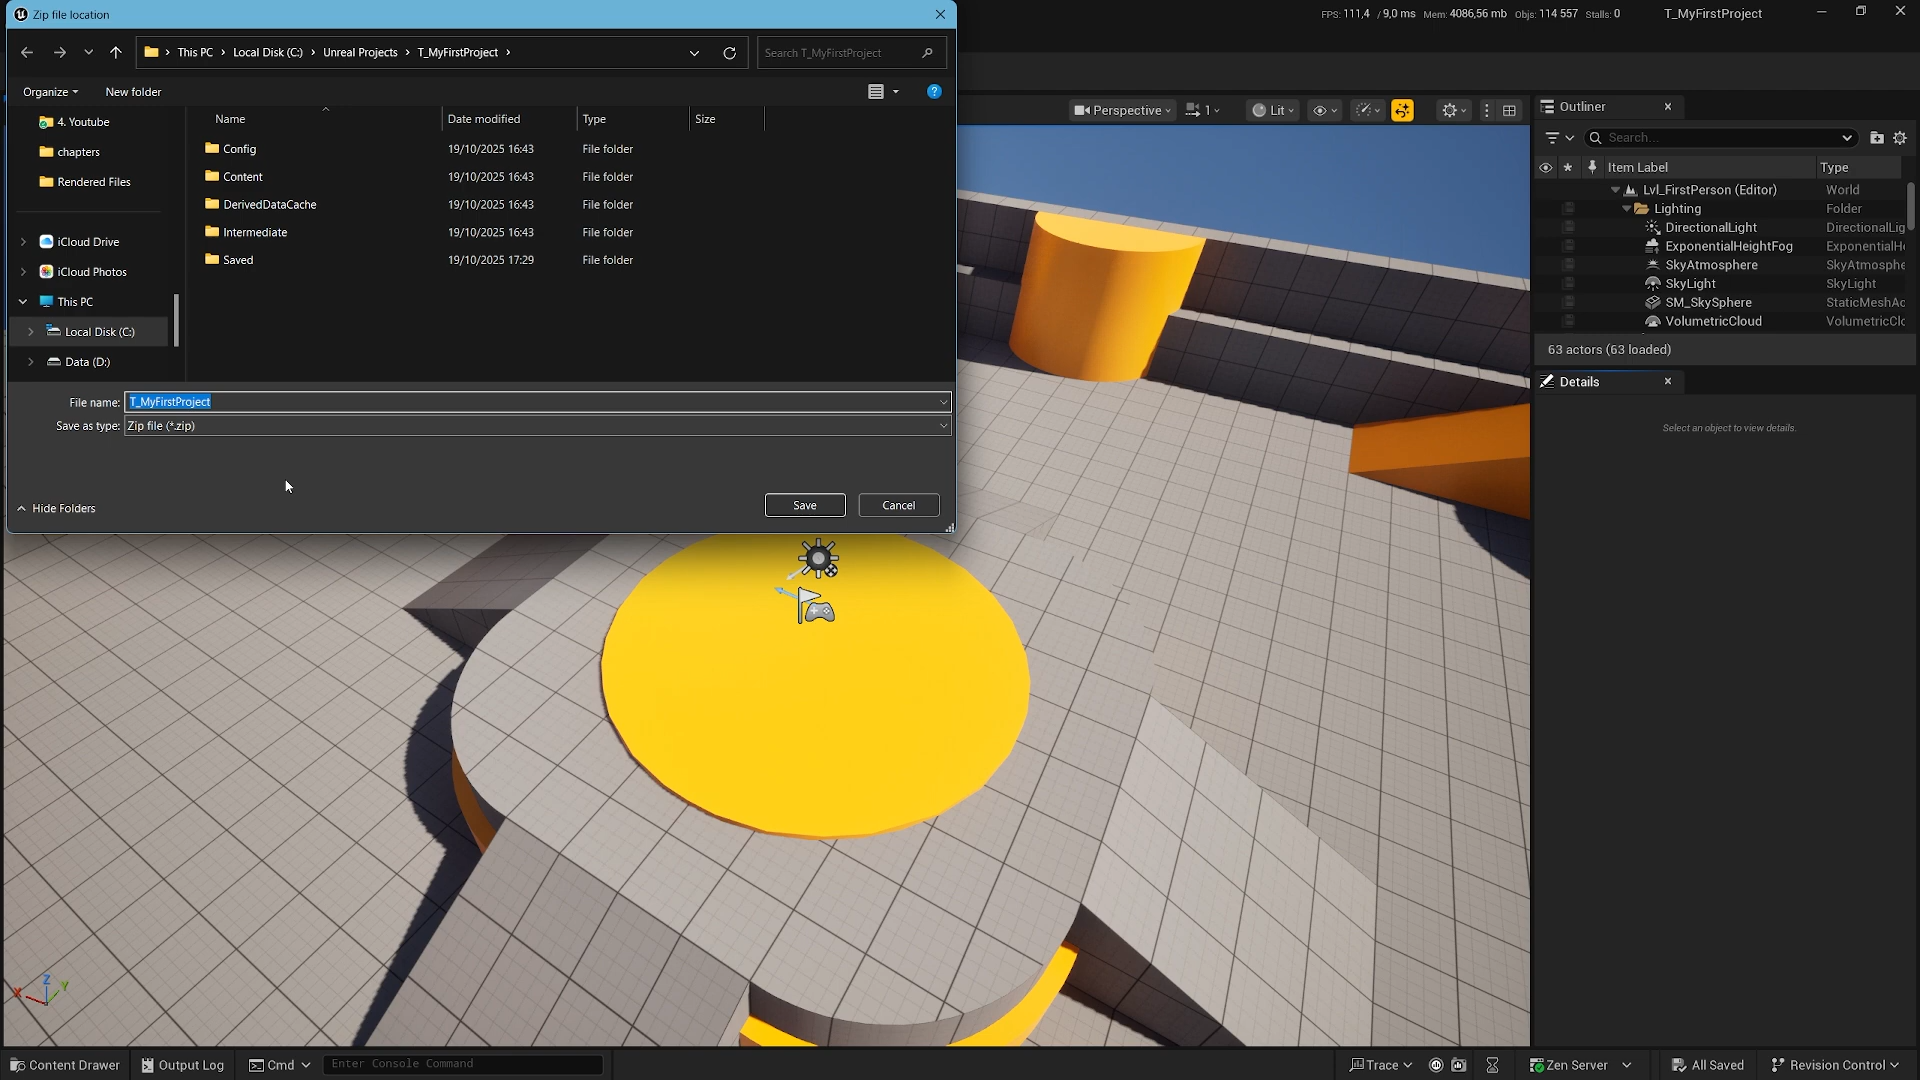 Zip file location
FPS: 111,4 / 9,0 ms Mem: 4086,56 mb Objs: 114 557 Stalls: 0
T_MyFirstProject
This PC
Local Disk (C:)
Unreal Projects
T_MyFirstProject
Search T_MyFirstProject
Organize
New folder
4. Youtube
chapters
Rendered Files
iCloud Drive
iCloud Photos
This PC
Local Disk (C:)
Data (D:)
Name Date modified Type Size
Config 19/10/2025 16:43 File folder
Content 19/10/2025 16:43 File folder
DerivedDataCache 19/10/2025 16:43 File folder
Intermediate 19/10/2025 16:43 File folder
Saved 19/10/2025 17:29 File folder
File name: T_MyFirstProject
Save as type: Zip file (*.zip)
Hide Folders
Save
Cancel
Perspective
1
Lit
Outliner
Search...
Item Label Type
Lvl_FirstPerson (Editor) World
Lighting Folder
DirectionalLight DirectionalLig
ExponentialHeightFog ExponentialH
SkyAtmosphere SkyAtmosphe
SkyLight SkyLight
SM_SkySphere StaticMeshAc
VolumetricCloud VolumetricClo
63 actors (63 loaded)
Details
Select an object to view details.
Z
X
Y
Content Drawer
Output Log
Cmd
Enter Console Command
Trace
Zen Server
All Saved
Revision Control